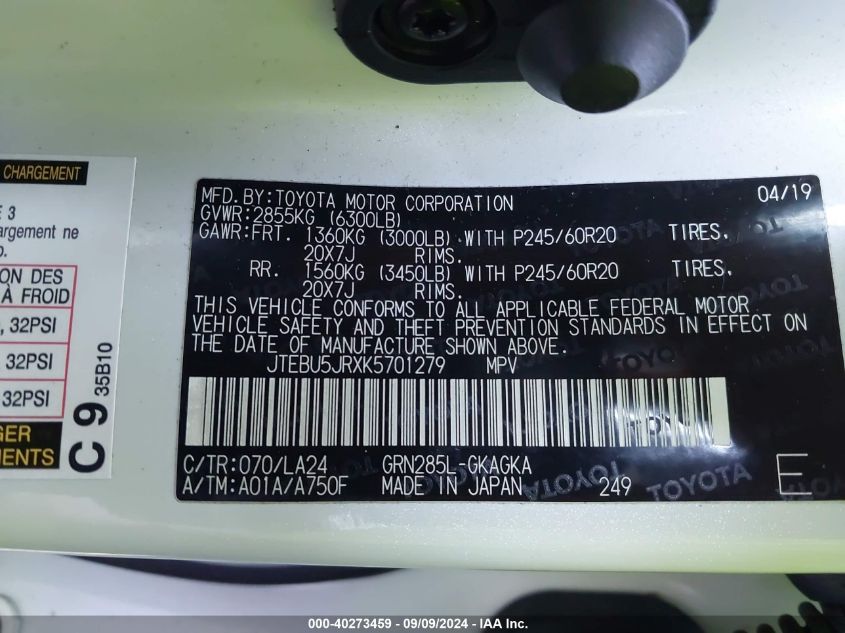 CHARGEMENT
E 3
argement ne
o.
ION DES
À FROID
, 32PSI
32PSI
32PSI
GER
EMENTS
C 9
35B10
MFD. BY: TOYOTA MOTOR CORPORATION 04/19
GVWR: 2855KG (6300LB)
GAWR: FRT. 1360KG (3000LB) WITH P245/60R20 TIRES.
20X7J RIMS.
RR. 1560KG (3450LB) WITH P245/60R20 TIRES.
20X7J RIMS.
THIS VEHICLE CONFORMS TO ALL APPLICABLE FEDERAL MOTOR
VEHICLE SAFETY AND THEFT PREVENTION STANDARDS IN EFFECT ON
THE DATE OF MANUFACTURE SHOWN ABOVE.
JTEBU5JRXK5701279 MPV
C/TR: 070/LA24 GRN285L-GKAGKA
A/TM: A01A/A750F MADE IN JAPAN 249 E
TOYOTA TOYOTA
000-40273459 - 09/09/2024 - IAA Inc.